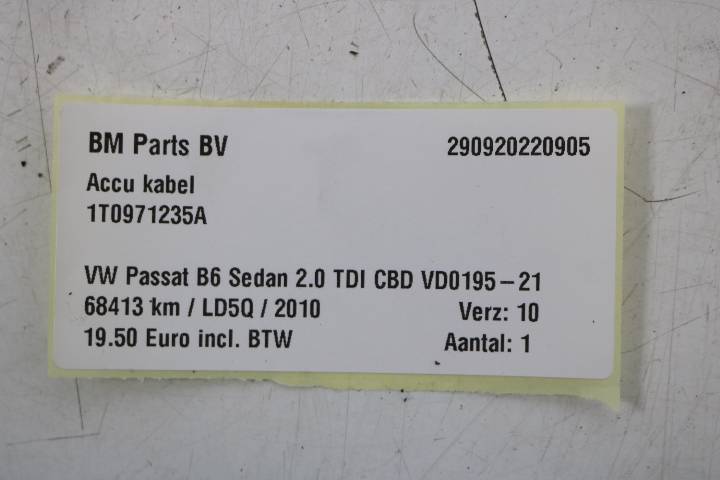 BM Parts BV 290920220905
Accu kabel
1T0971235A
VW Passat B6 Sedan 2.0 TDI CBD VD0195-21
68413 km / LD5Q / 2010 Verz: 10
19.50 Euro incl. BTW Aantal: 1